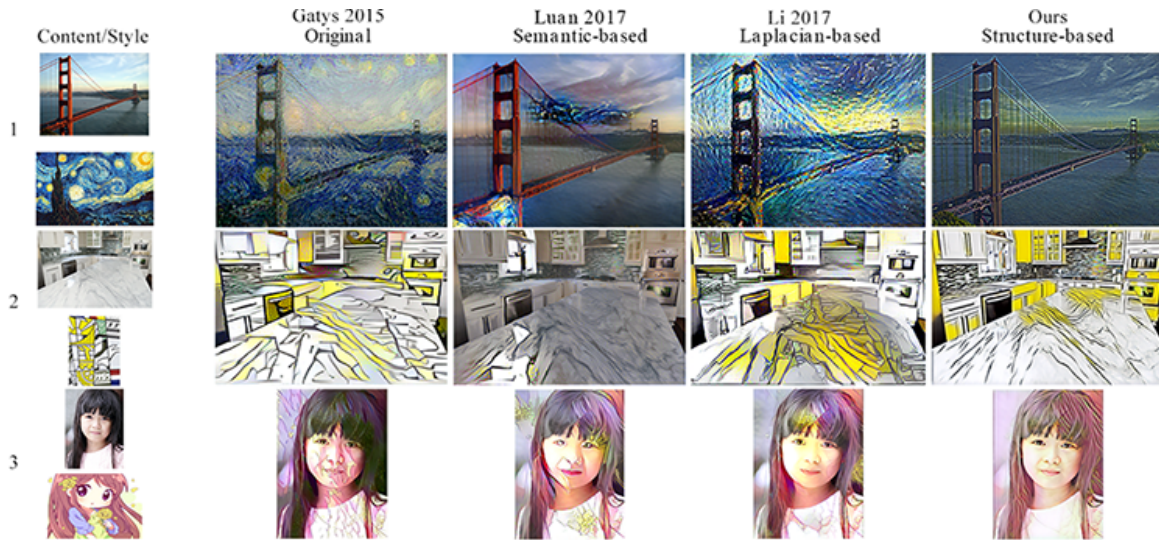 Content/Style
Gatys 2015
Original
Luan 2017
Semantic-based
Li 2017
Laplacian-based
Ours
Structure-based
1
2
3